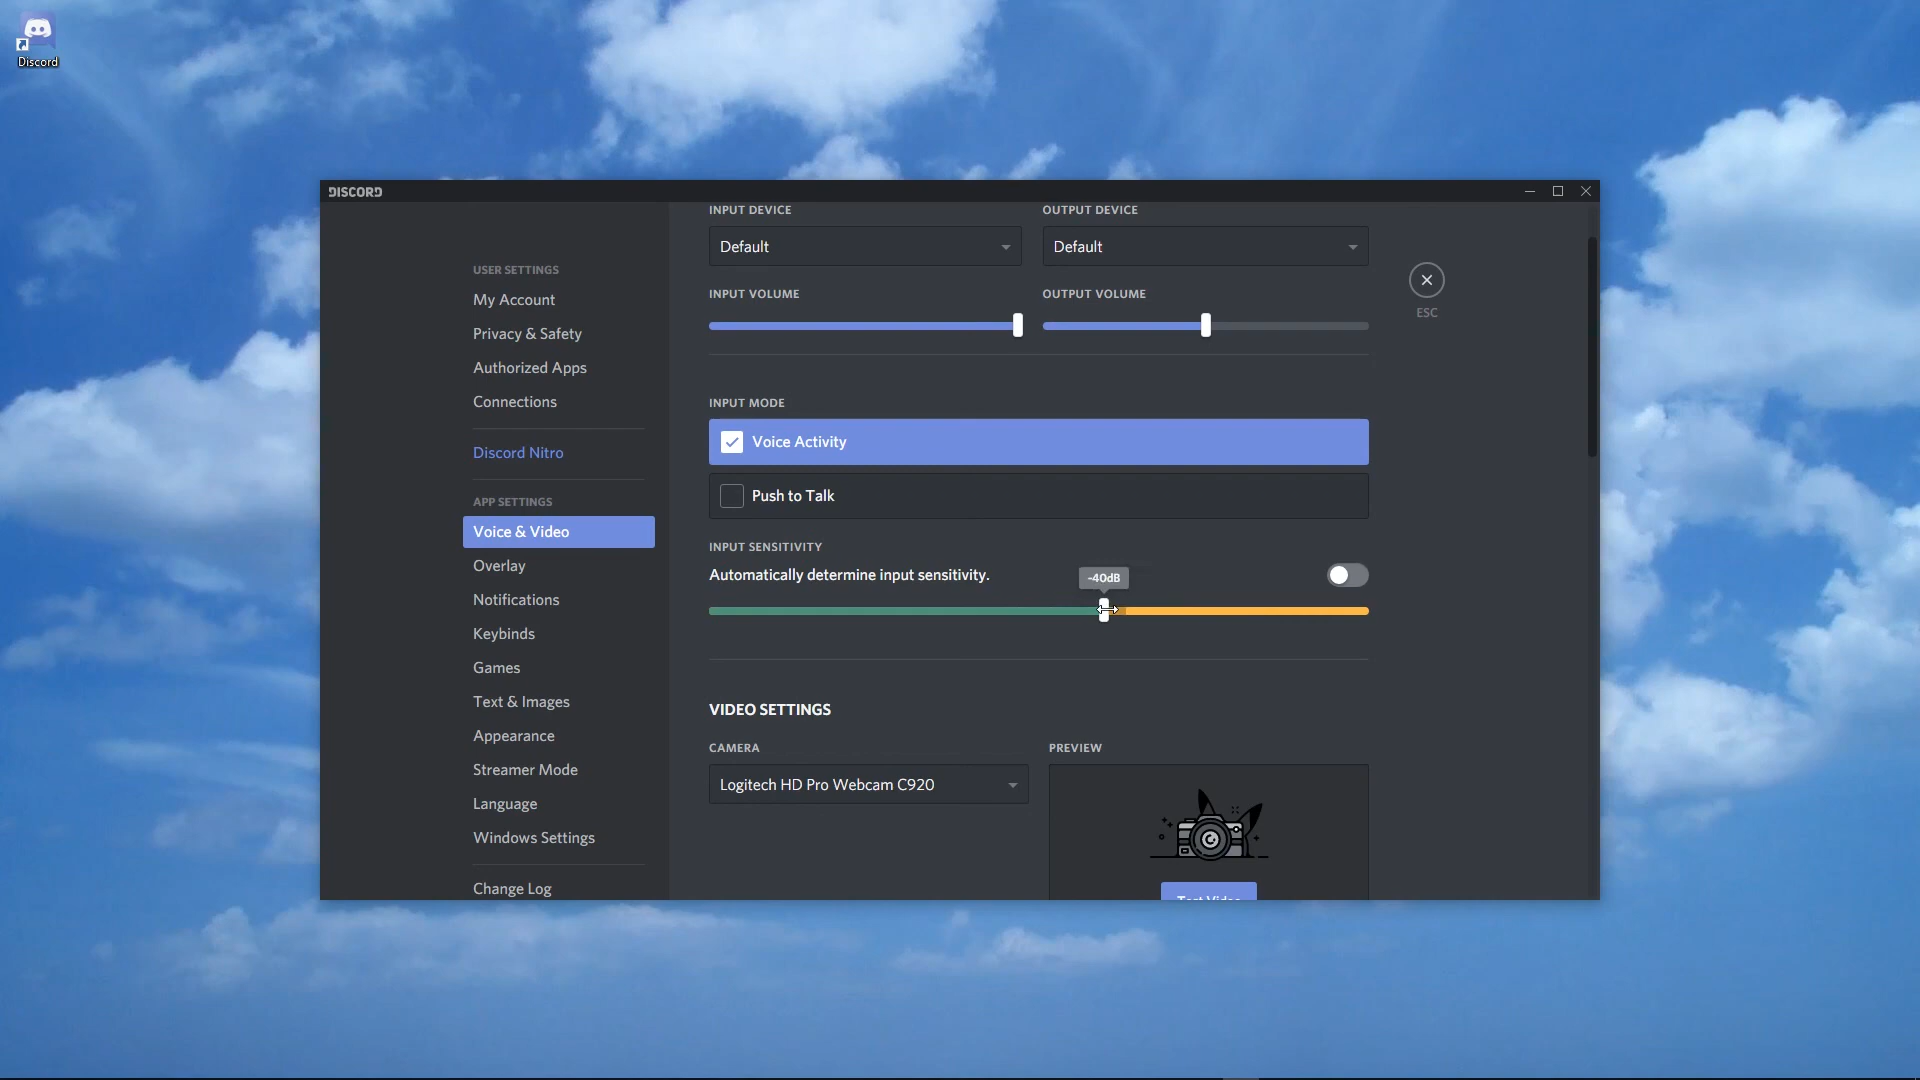 Discord
DISCORD
USER SETTINGS
My Account
Privacy & Safety
Authorized Apps
Connections
Discord Nitro
APP SETTINGS
Voice & Video
Overlay
Notifications
Keybinds
Games
Text & Images
Appearance
Streamer Mode
Language
Windows Settings
Change Log
INPUT DEVICE
OUTPUT DEVICE
Default
Default
INPUT VOLUME
OUTPUT VOLUME
INPUT MODE
Voice Activity
Push to Talk
INPUT SENSITIVITY
Automatically determine input sensitivity.
-40dB
VIDEO SETTINGS
CAMERA
PREVIEW
Logitech HD Pro Webcam C920
Test Video
ESC